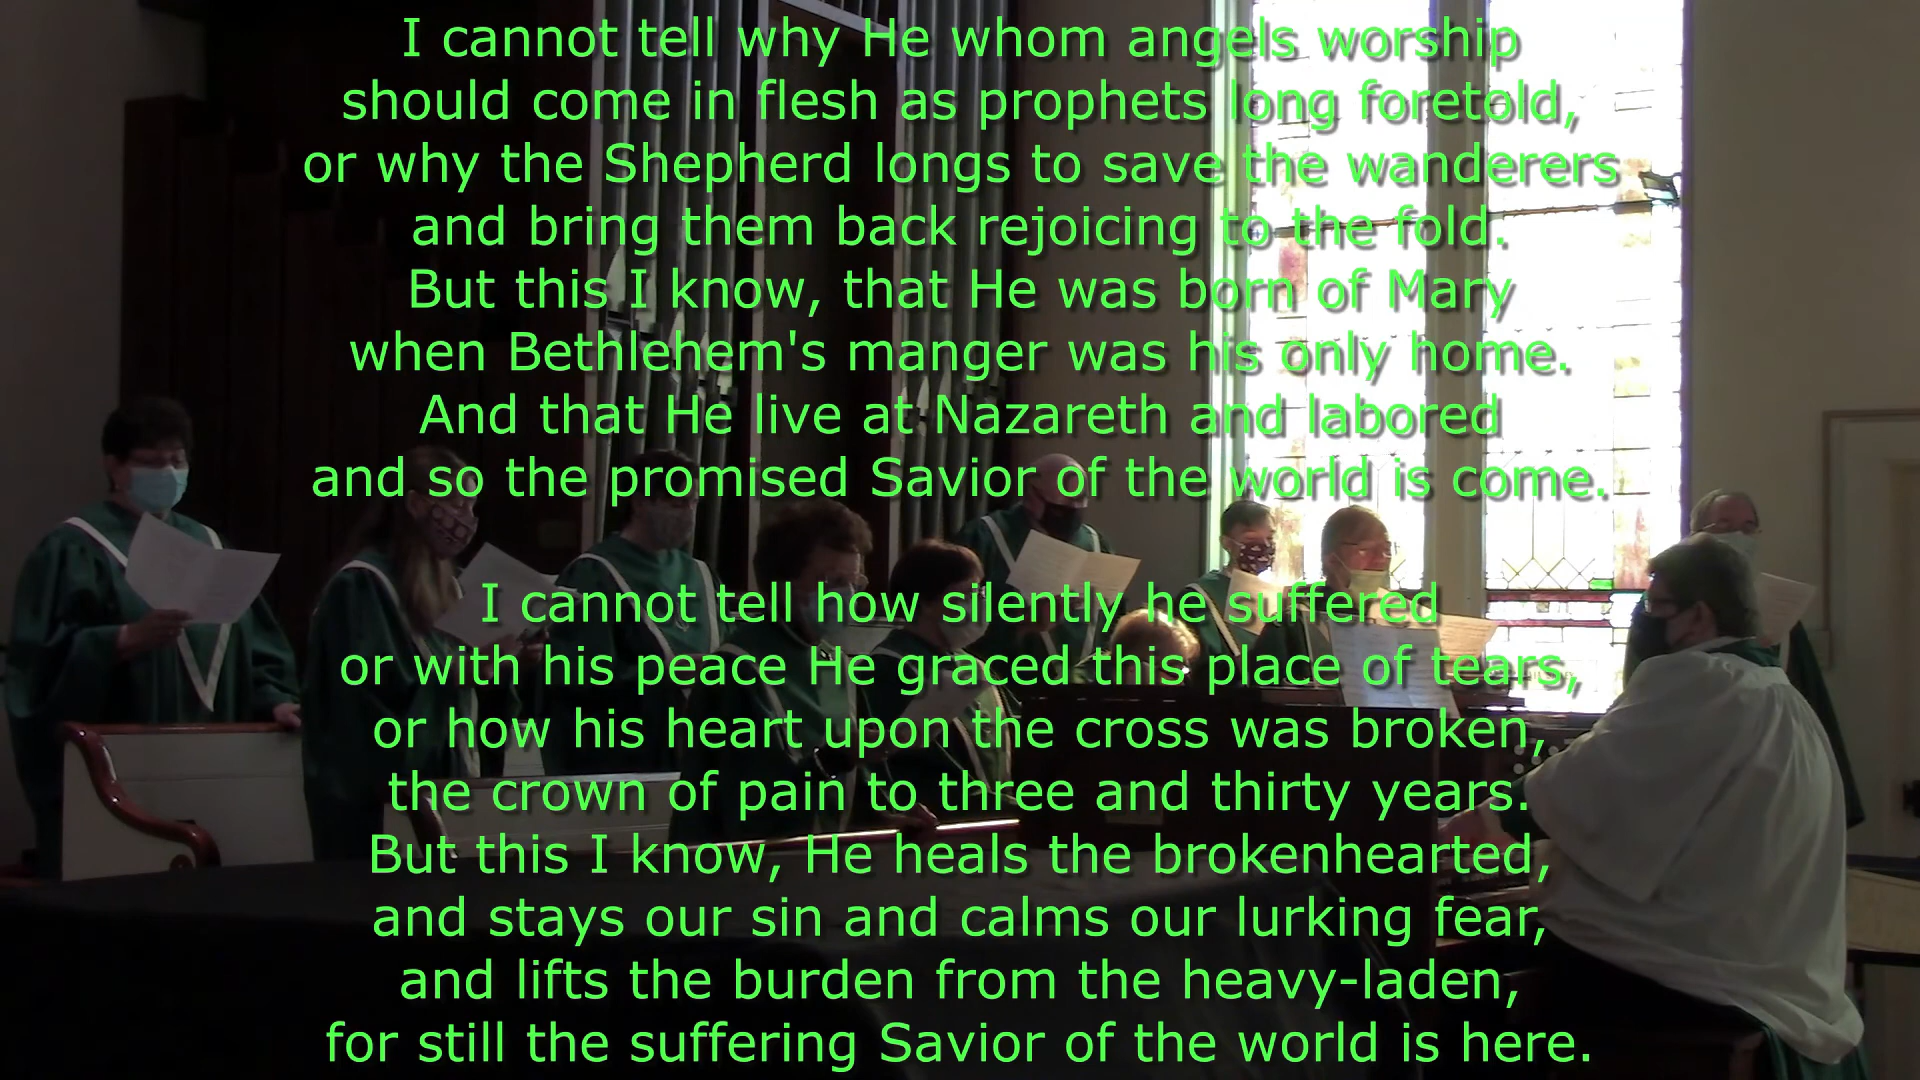 I cannot tell why He whom angels worship
should come in flesh as prophets long foretold,
or why the Shepherd longs to save the wanderers
and bring them back rejoicing to the fold.
But this I know, that He was born of Mary
when Bethlehem's manger was his only home.
And that He live at Nazareth and labored
and so the promised Savior of the world is come.
I cannot tell how silently he suffered
or with his peace He graced this place of tears,
or how his heart upon the cross was broken,
the crown of pain to three and thirty years.
But this I know, He heals the brokenhearted,
and stays our sin and calms our lurking fear,
and lifts the burden from the heavy-laden,
for still the suffering Savior of the world is here.